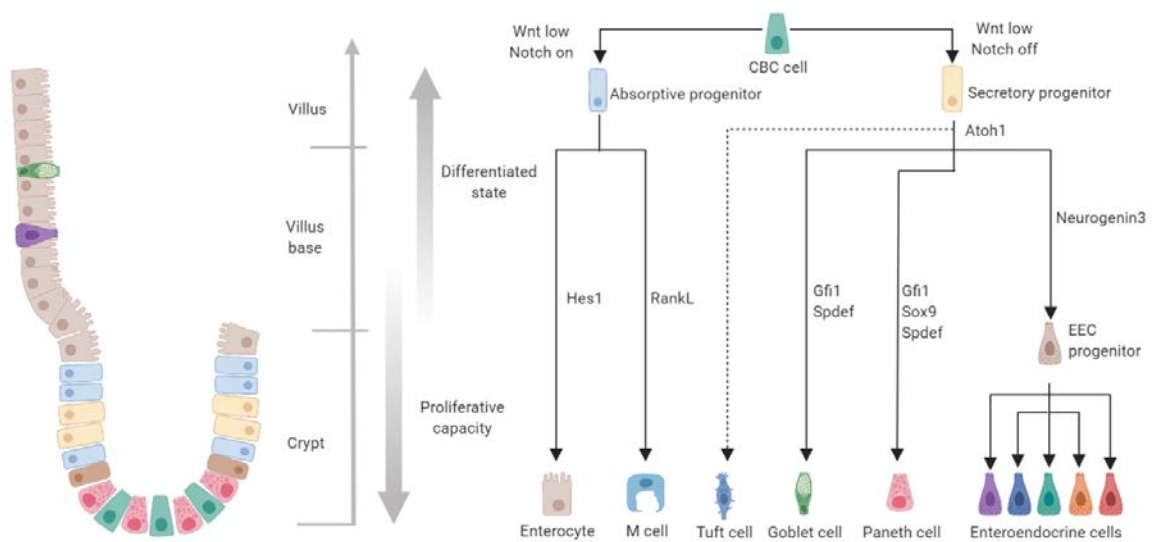 Villus
Villus
base
Crypt
Differentiated
state
Proliferative
capacity
Wnt low
Notch on
CBC cell
Wnt low
Notch off
Absorptive progenitor
Secretory progenitor
Atoh1
Neurogenin3
Hes1
RankL
Gfi1
Spdef
Gfi1
Sox9
Spdef
EEC
progenitor
Enterocyte
M cell
Tuft cell
Goblet cell
Paneth cell
Enteroendocrine cells